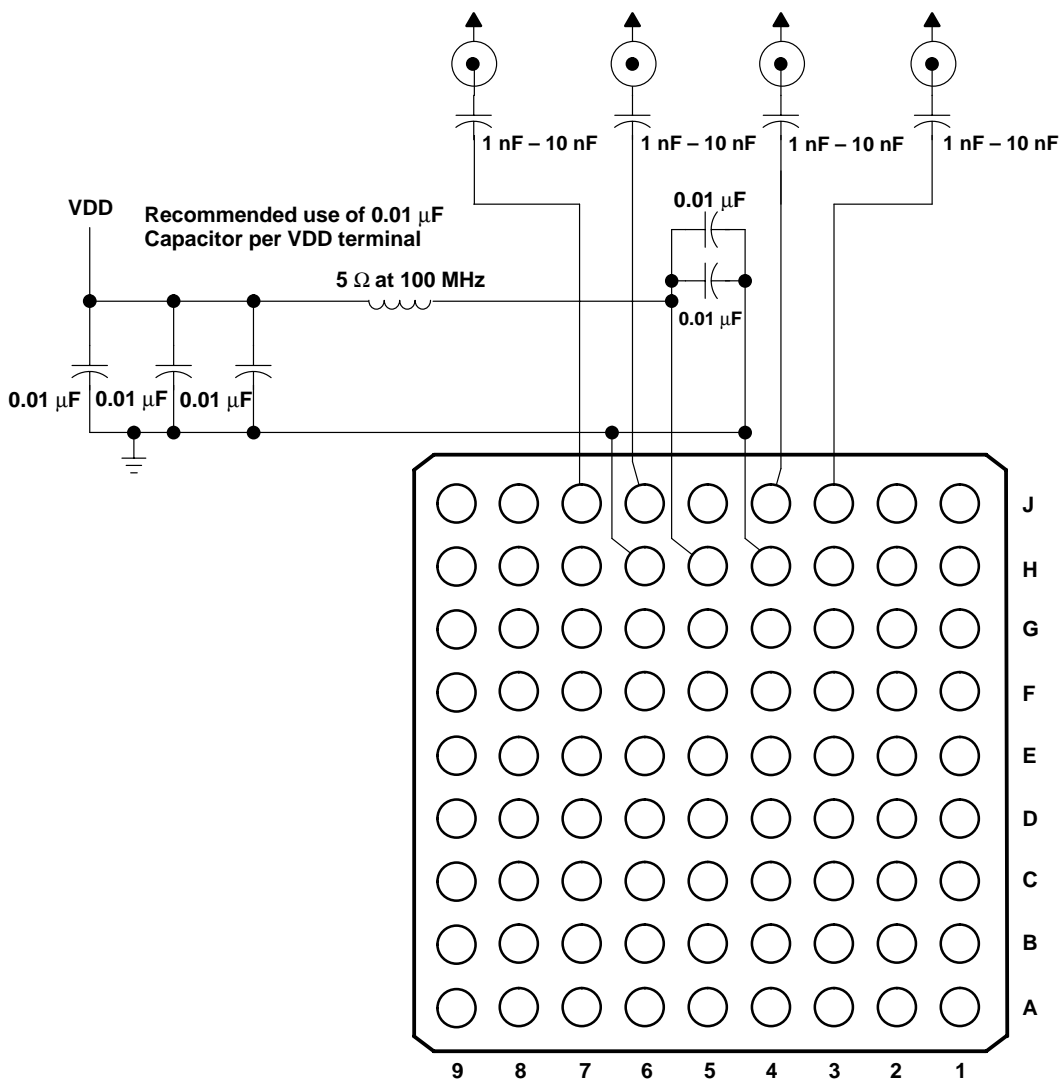 1 nF – 10 nF
1 nF – 10 nF
1 nF – 10 nF
1 nF – 10 nF
VDD
Recommended use of 0.01 μF
Capacitor per VDD terminal
0.01 μF
5 Ω at 100 MHz
0.01 μF
0.01 μF
0.01 μF
0.01 μF
J
H
G
F
E
D
C
B
A
9 8 7 6 5 4 3 2 1